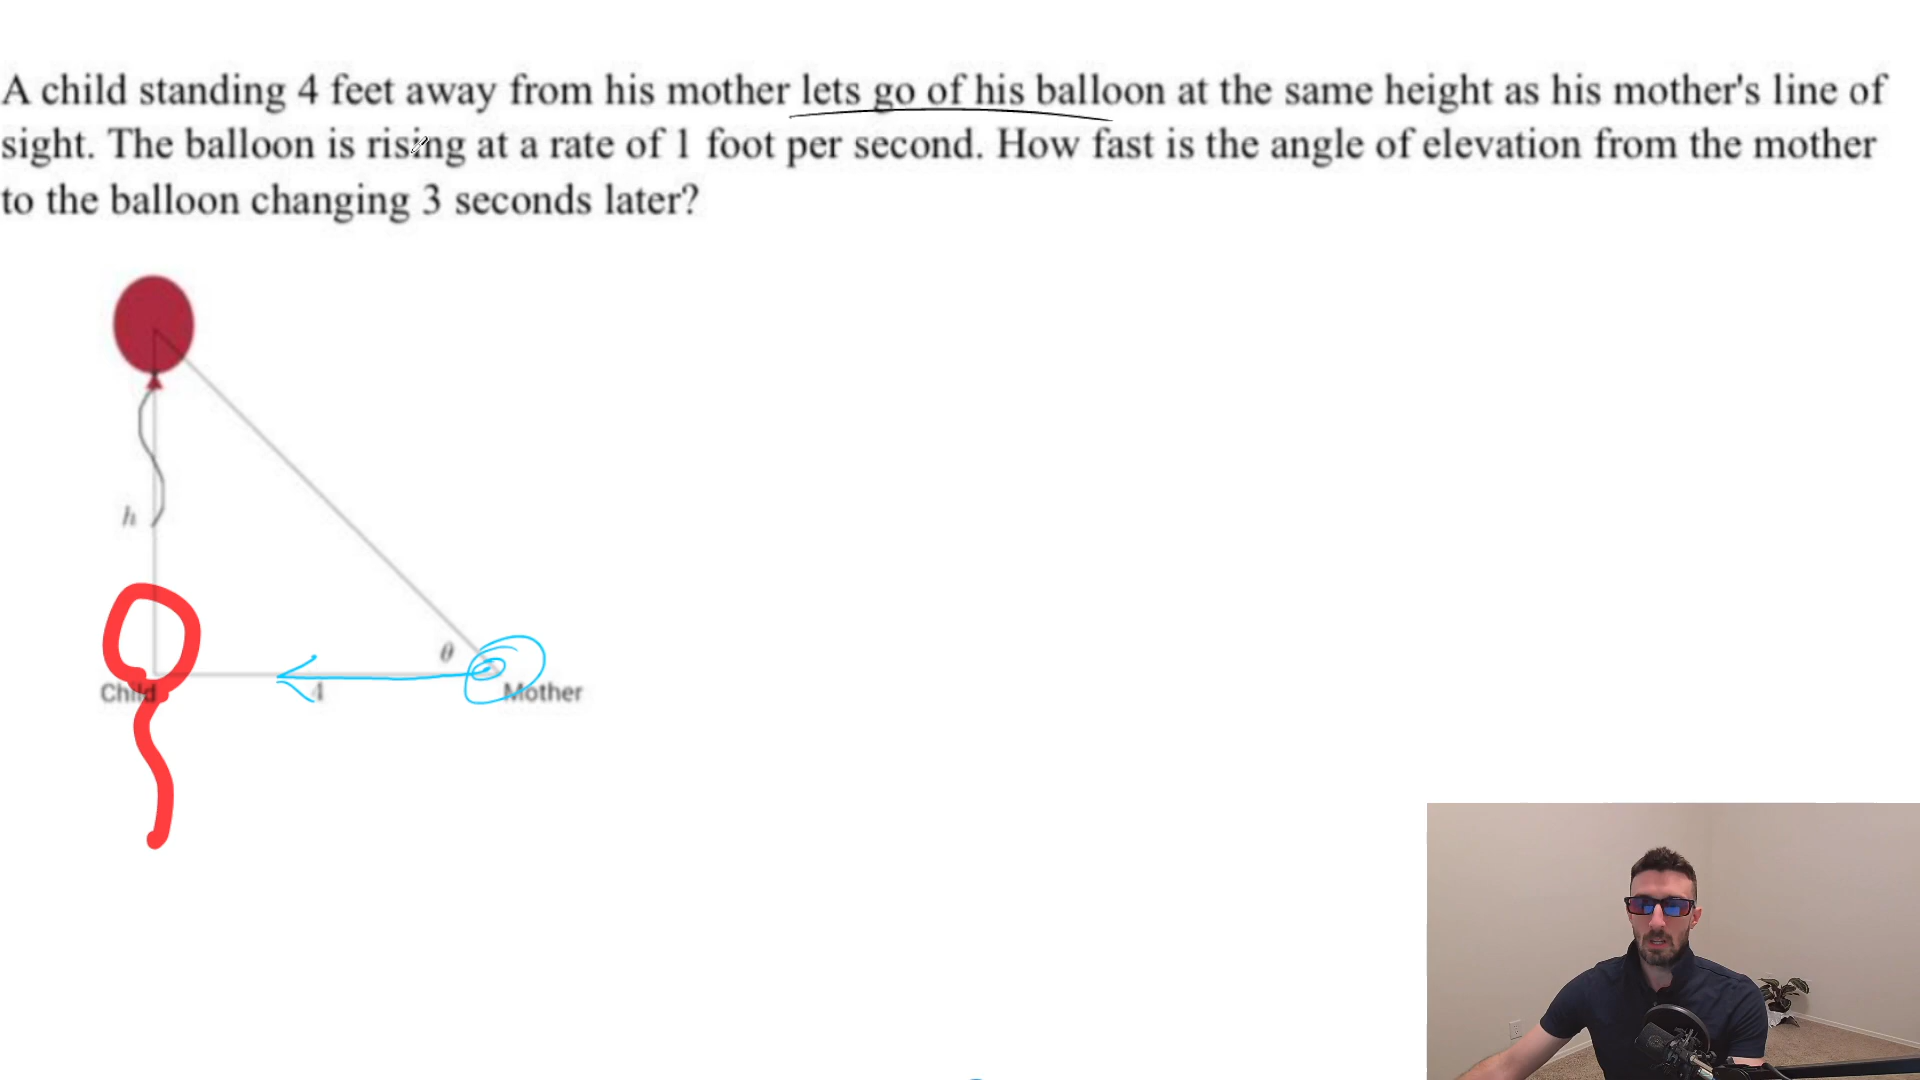 A child standing 4 feet away from his mother lets go of his balloon at the same height as his mother's line of
sight. The balloon is rising at a rate of 1 foot per second. How fast is the angle of elevation from the mother
to the balloon changing 3 seconds later?
h
θ
Child
4
Mother